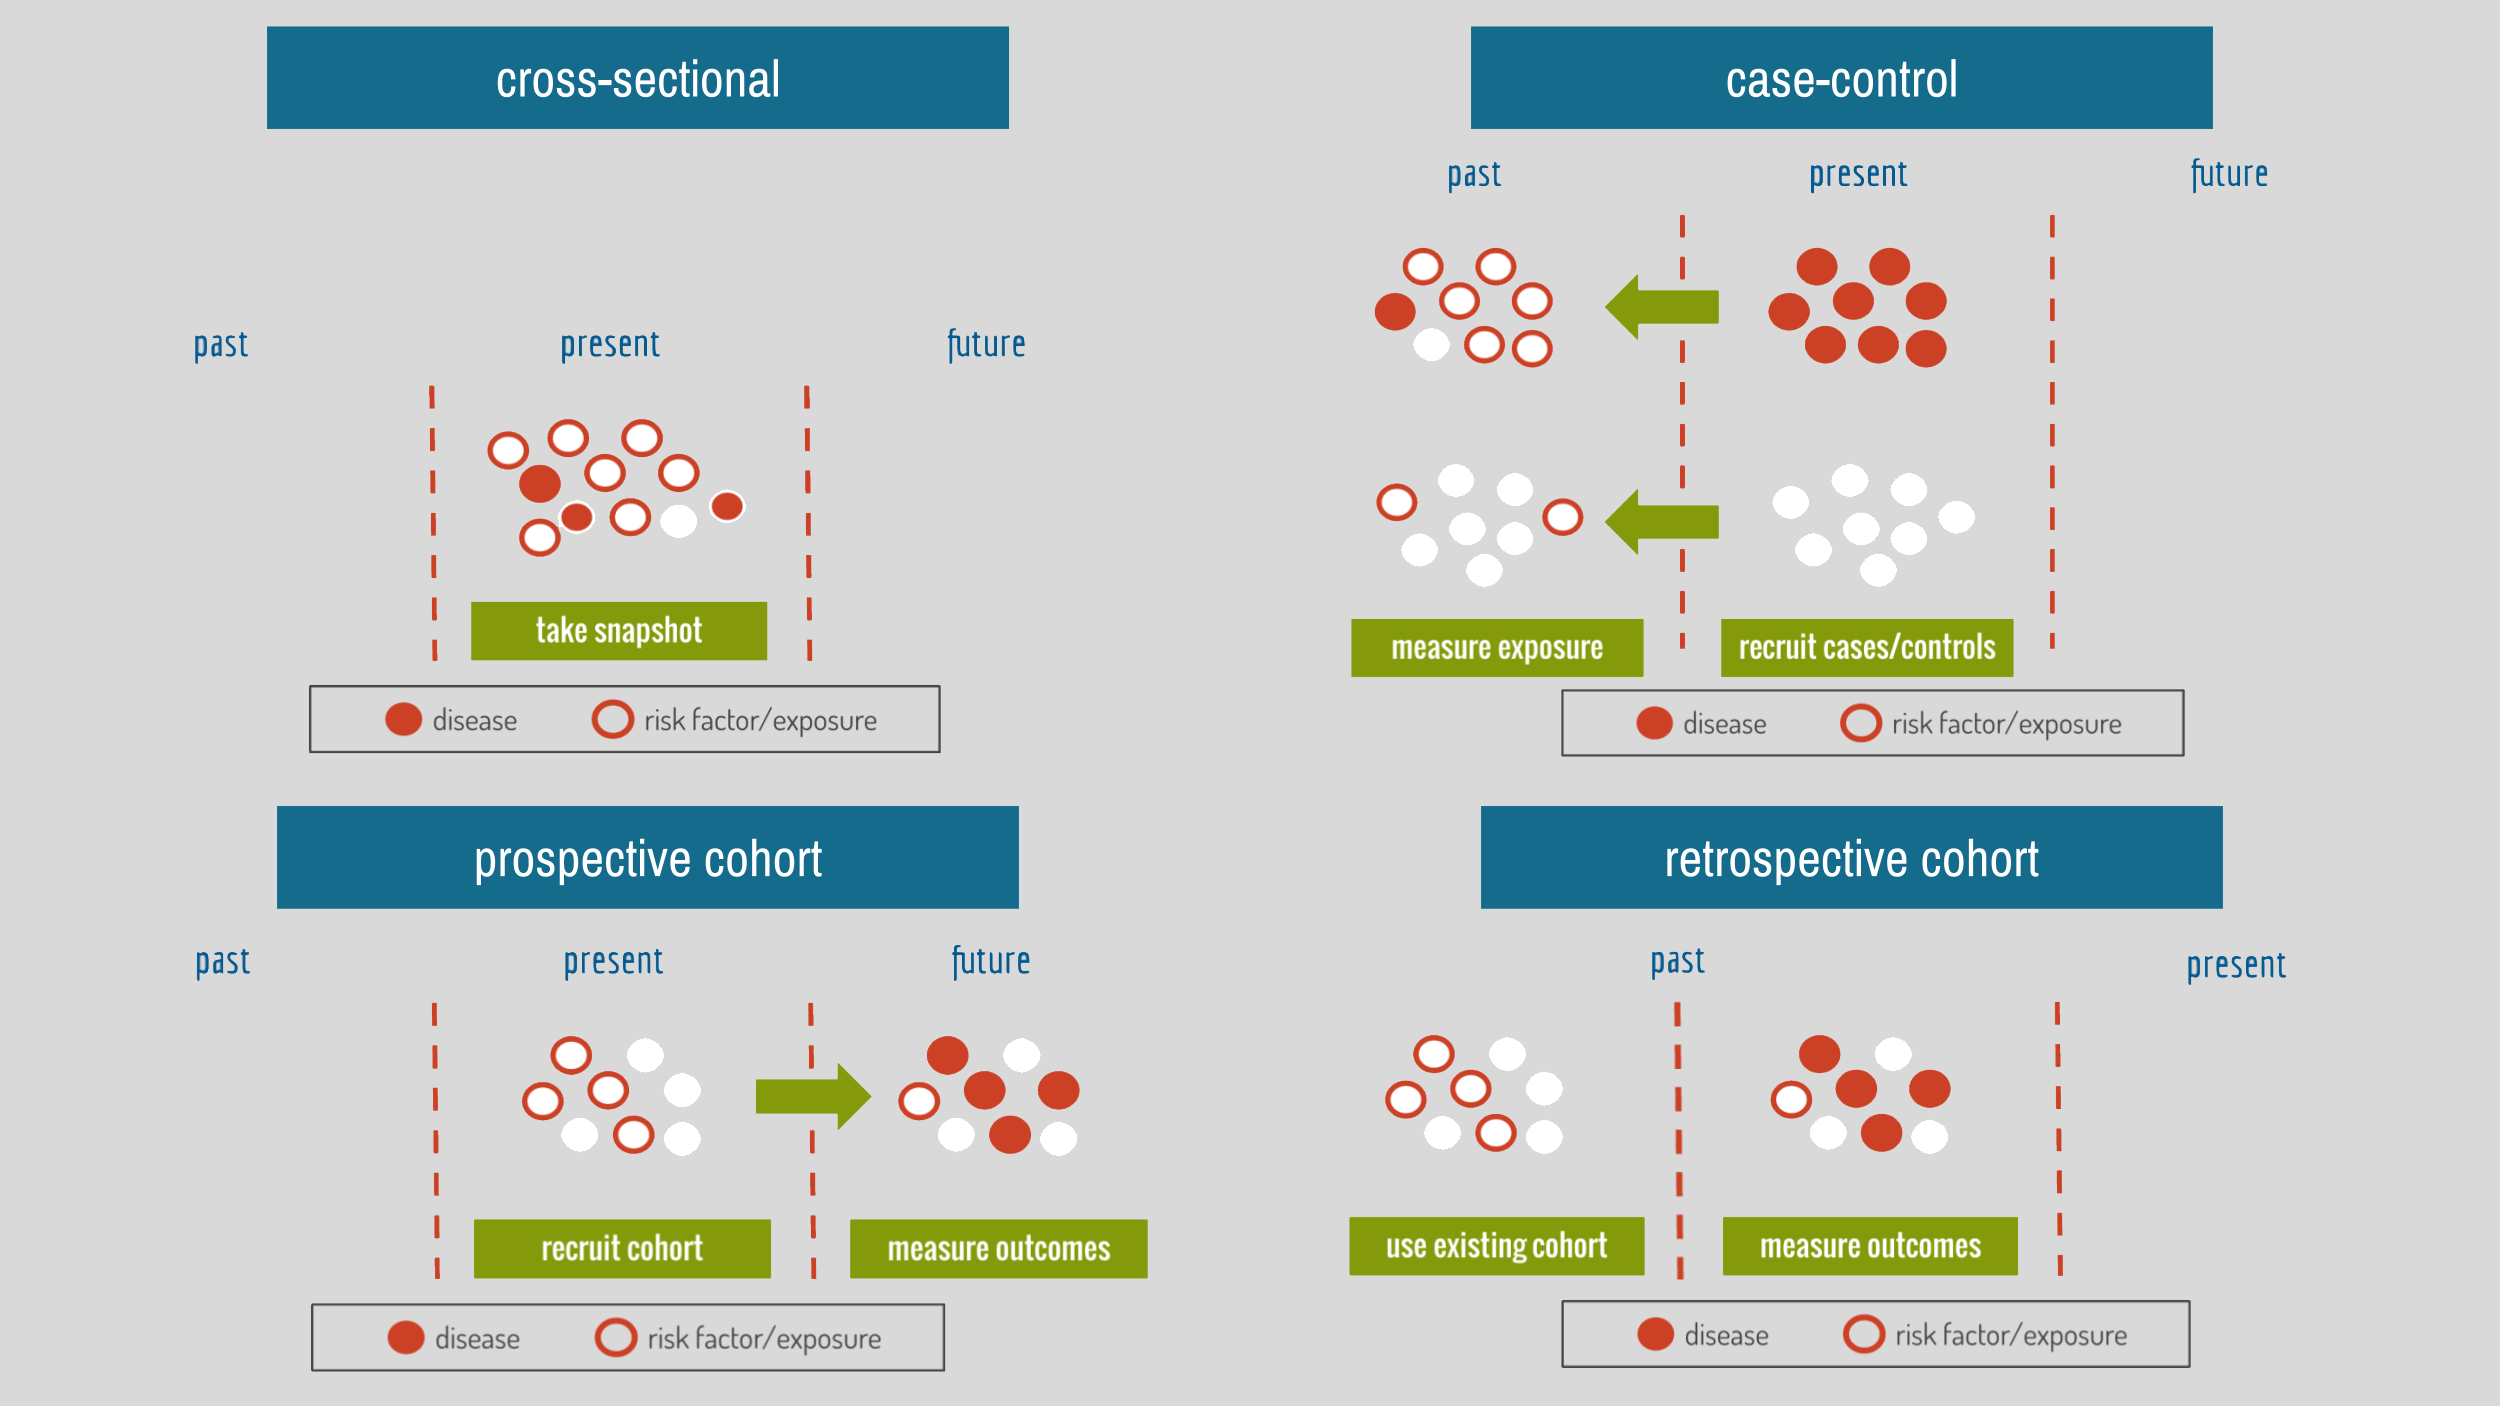 cross-sectional
past
present
future
take snapshot
disease
risk factor/exposure
case-control
past
present
future
measure exposure
recruit cases/controls
disease
risk factor/exposure
prospective cohort
past
present
future
recruit cohort
measure outcomes
disease
risk factor/exposure
retrospective cohort
past
present
use existing cohort
measure outcomes
disease
risk factor/exposure